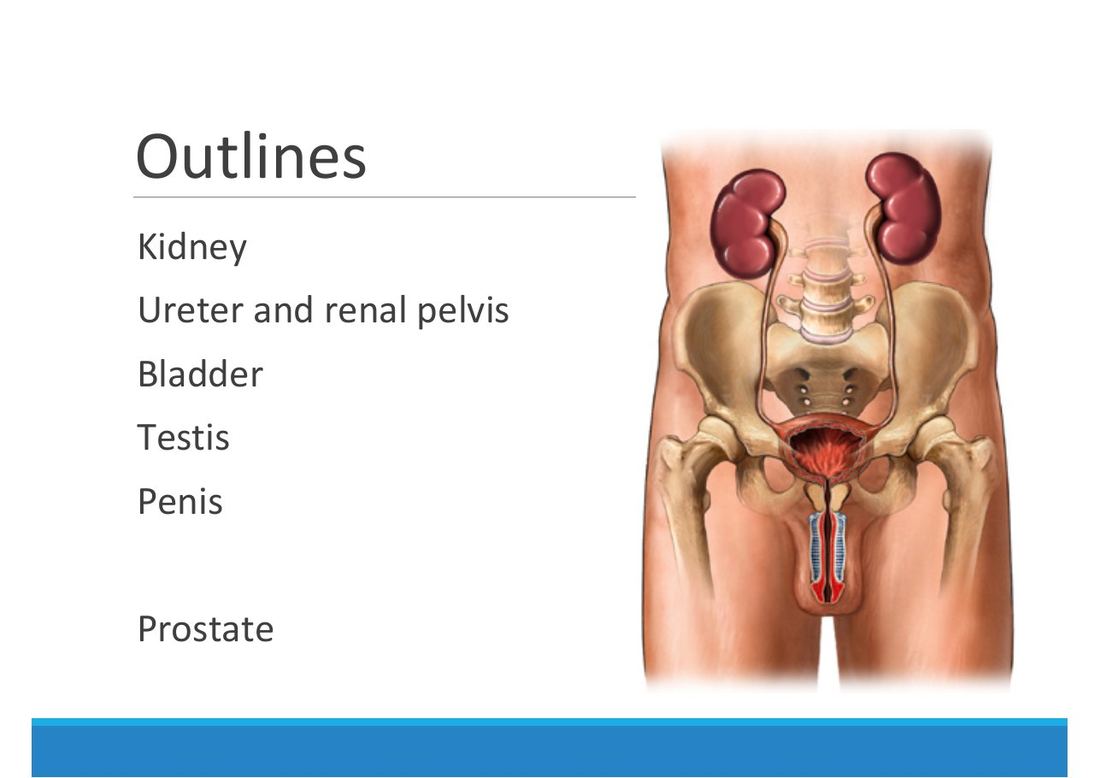 Outlines
Kidney
Ureter and renal pelvis
Bladder
Testis
Penis
Prostate